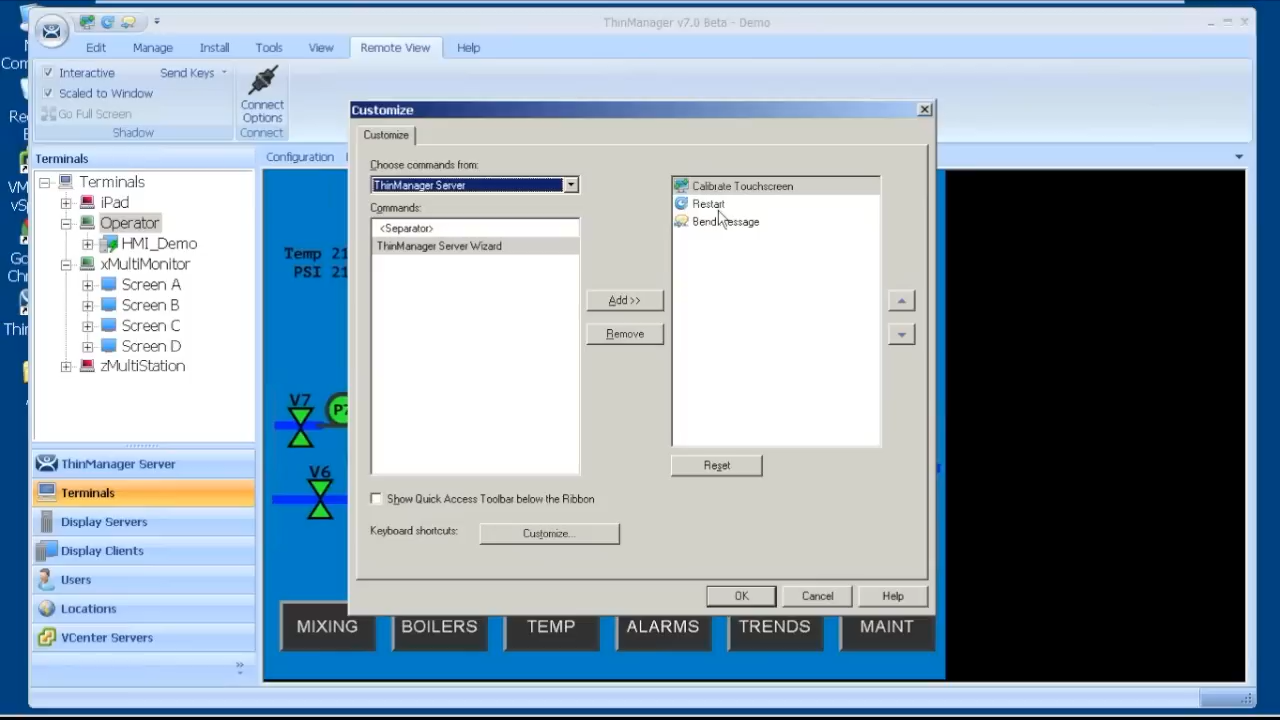 ThinManager v7.0 Beta - Demo
Edit Manage Install Tools View Remote View Help
Interactive Send Keys
Scaled to Window
Go Full Screen
Connect Options
Shadow Connect
Terminals
Configuration
Terminals
iPad
Operator
HMI_Demo
xMultiMonitor
Screen A
Screen B
Screen C
Screen D
zMultiStation
ThinManager Server
Terminals
Display Servers
Display Clients
Users
Locations
VCenter Servers
Temp 21
PSI 21
V7
V6
Customize
Customize
Choose commands from:
ThinManager Server
Commands:
<Separator>
ThinManager Server Wizard
Add >>
Remove
Calibrate Touchscreen
Restart
Send Message
Reset
Show Quick Access Toolbar below the Ribbon
Keyboard shortcuts:
Customize...
OK Cancel Help
MIXING BOILERS TEMP ALARMS TRENDS MAINT